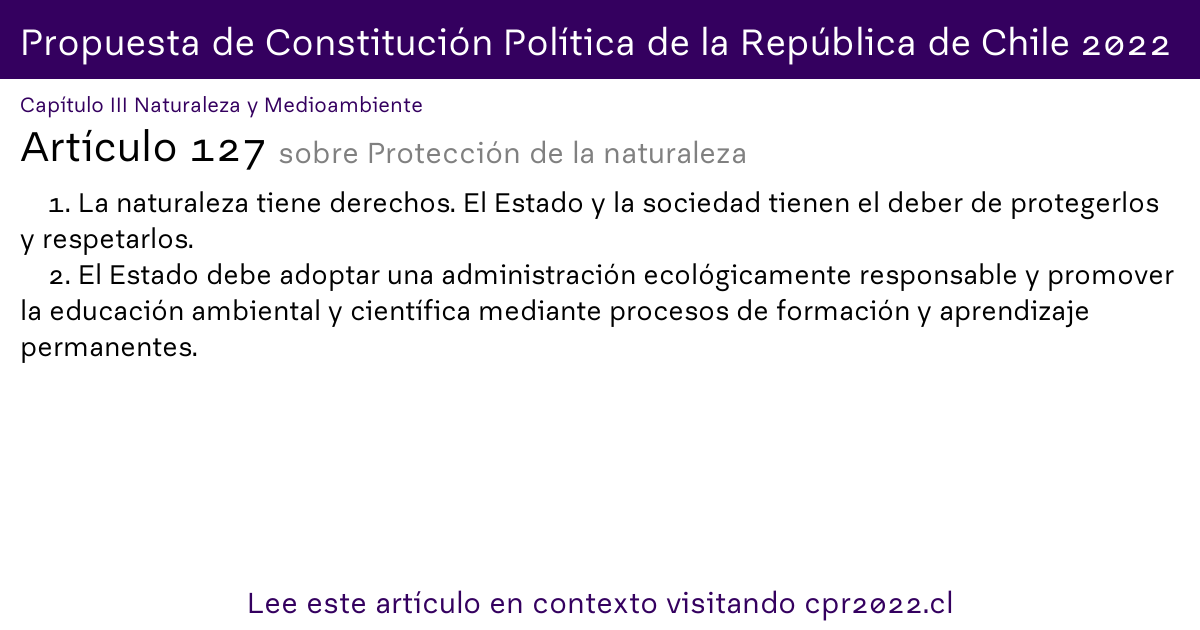 Propuesta de Constitución Política de la República de Chile 2022
Capítulo III Naturaleza y Medioambiente
Artículo 127 sobre Protección de la naturaleza
1. La naturaleza tiene derechos. El Estado y la sociedad tienen el deber de protegerlos
y respetarlos.
2. El Estado debe adoptar una administración ecológicamente responsable y promover
la educación ambiental y científica mediante procesos de formación y aprendizaje
permanentes.
Lee este artículo en contexto visitando cpr2022.cl